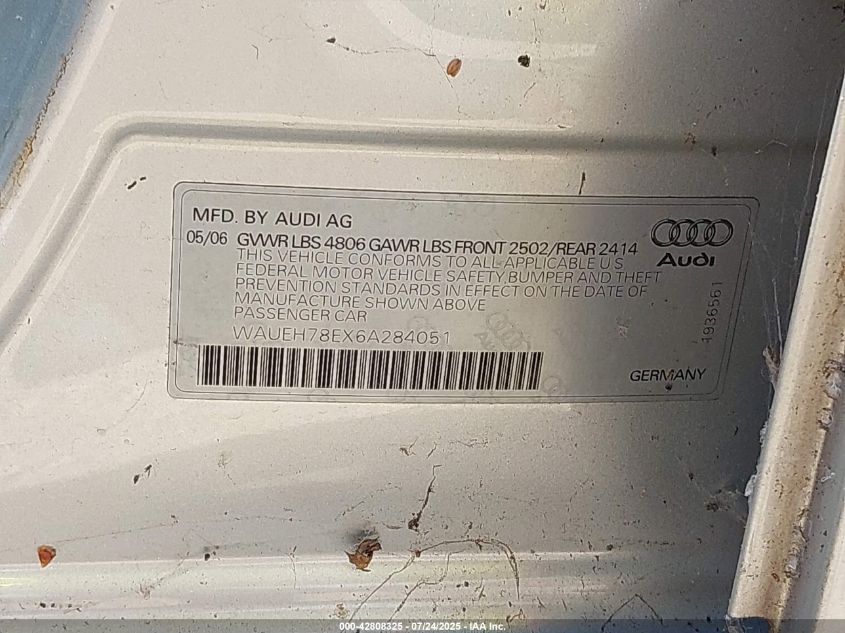 MFD. BY AUDI AG
05/06 GVWR LBS 4806 GAWR LBS FRONT 2502/REAR 2414
THIS VEHICLE CONFORMS TO ALL APPLICABLE U S
FEDERAL MOTOR VEHICLE SAFETY, BUMPER AND THEFT
PREVENTION STANDARDS IN EFFECT ON THE DATE OF
MANUFACTURE SHOWN ABOVE
PASSENGER CAR
WAUEH78EX6A284051
Audi
1936561
GERMANY
000-42808325 - 07/24/2025 - IAA Inc.